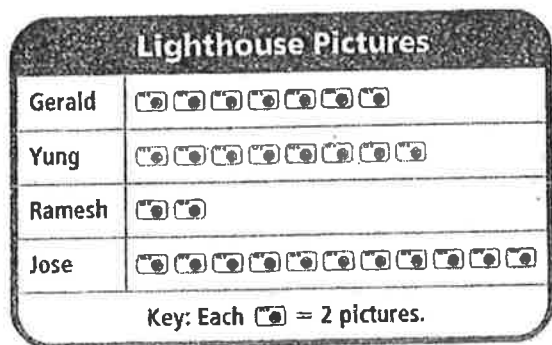 Lighthouse Pictures
Gerald
Yung
Ramesh
Jose
Key: Each = 2 pictures.